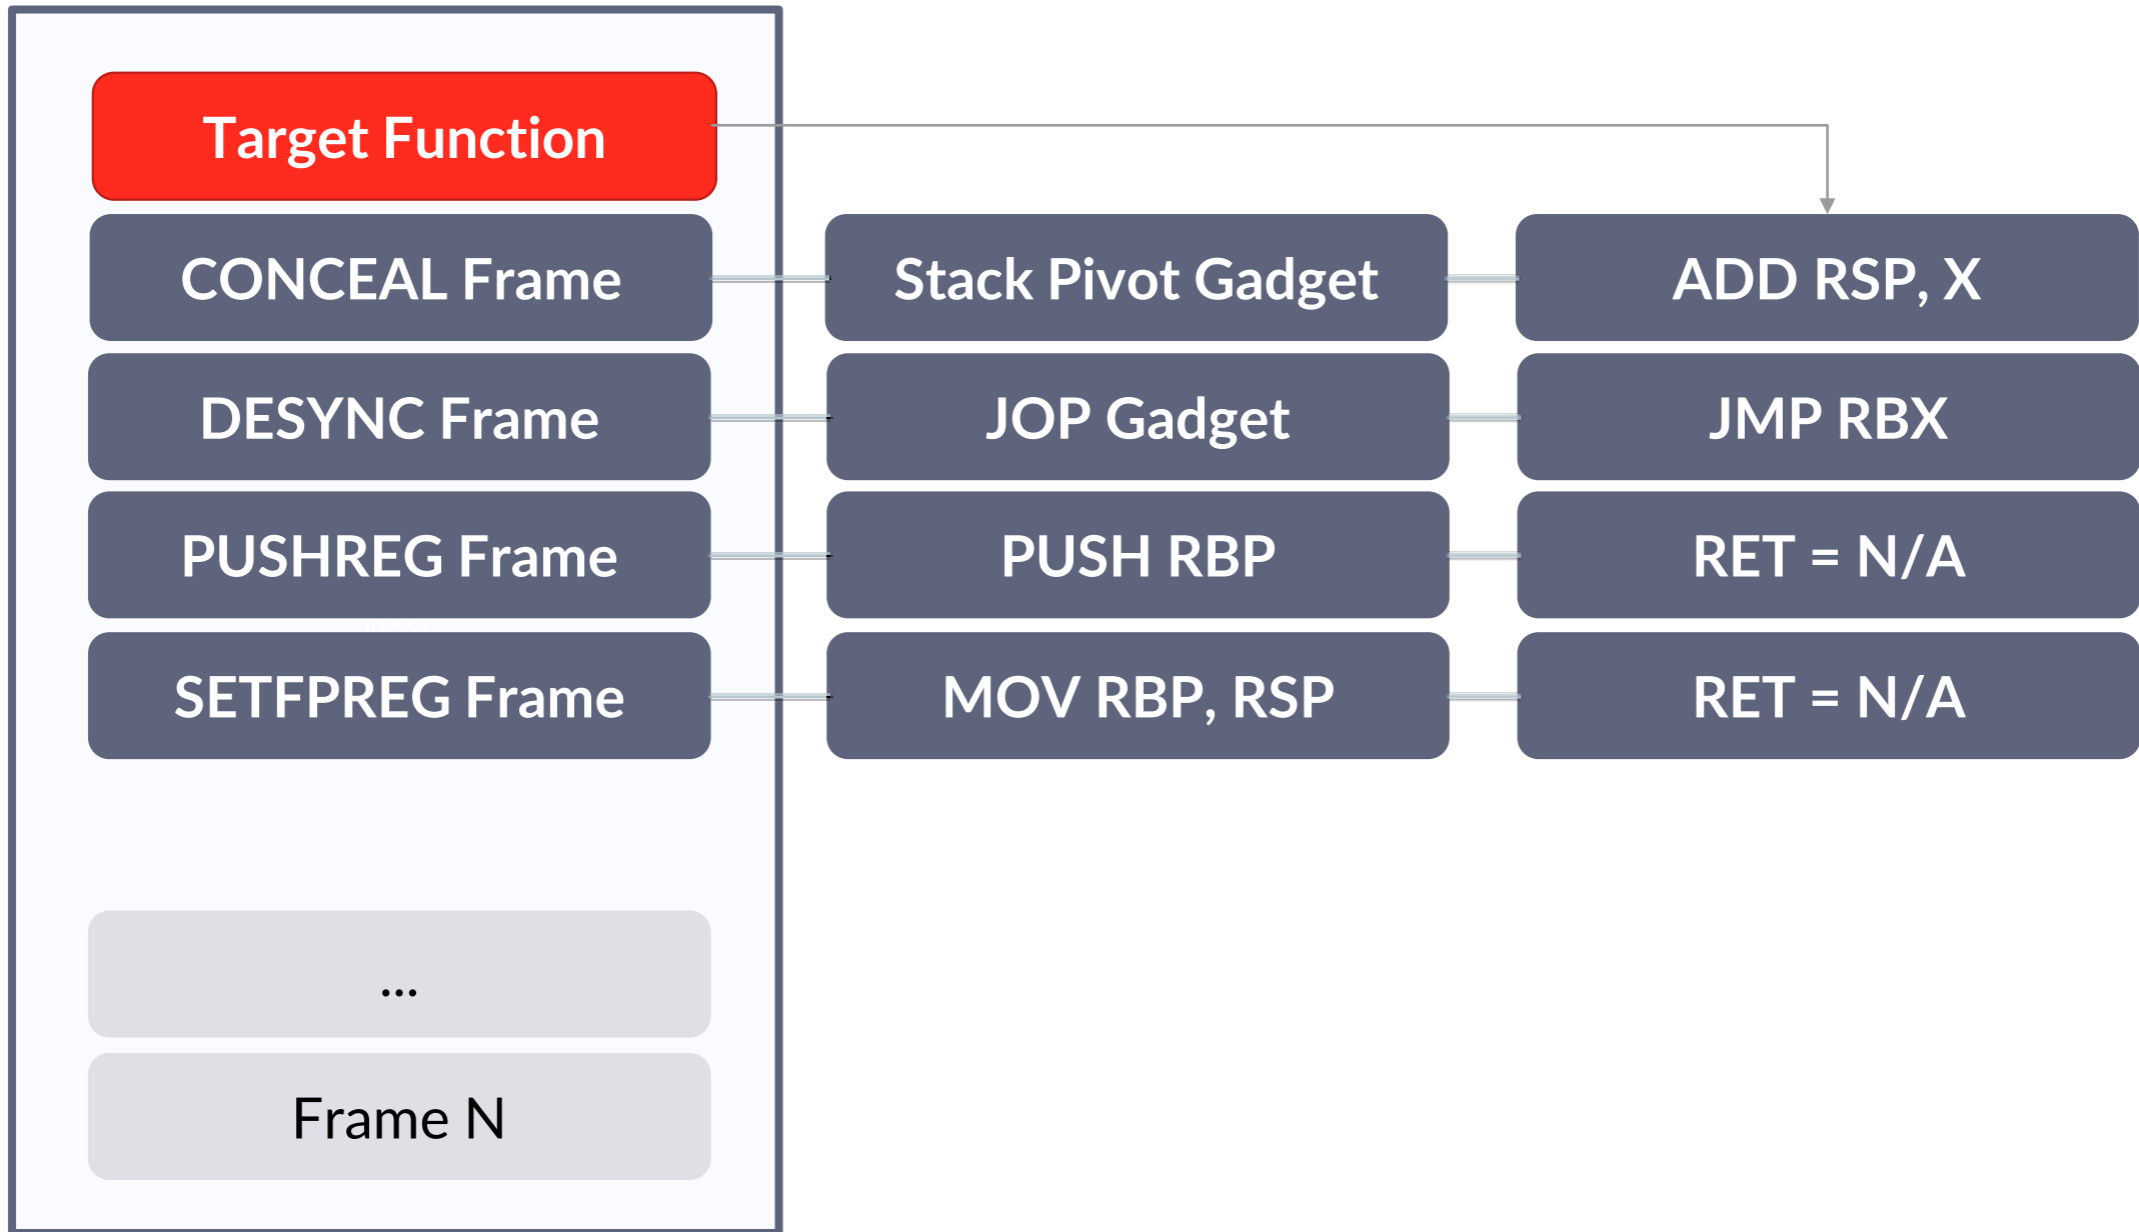 Target Function
CONCEAL Frame
Stack Pivot Gadget
ADD RSP, X
DESYNC Frame
JOP Gadget
JMP RBX
PUSHREG Frame
PUSH RBP
RET = N/A
SETFPREG Frame
MOV RBP, RSP
RET = N/A
...
Frame N